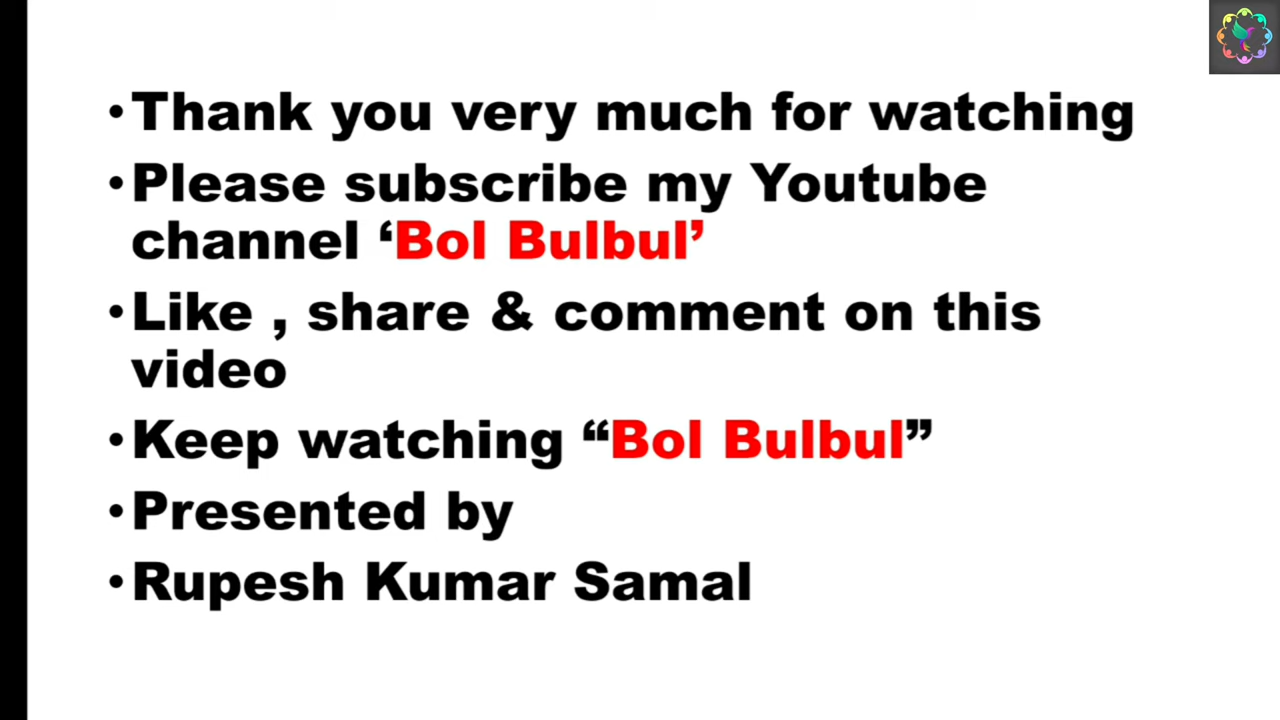 •Thank you very much for watching
•Please subscribe my Youtube
channel ‘Bol Bulbul’
•Like , share & comment on this
video
•Keep watching “Bol Bulbul”
•Presented by
•Rupesh Kumar Samal